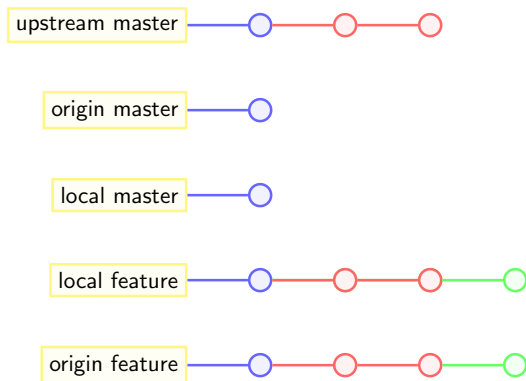 upstream master
origin master
local master
local feature
origin feature